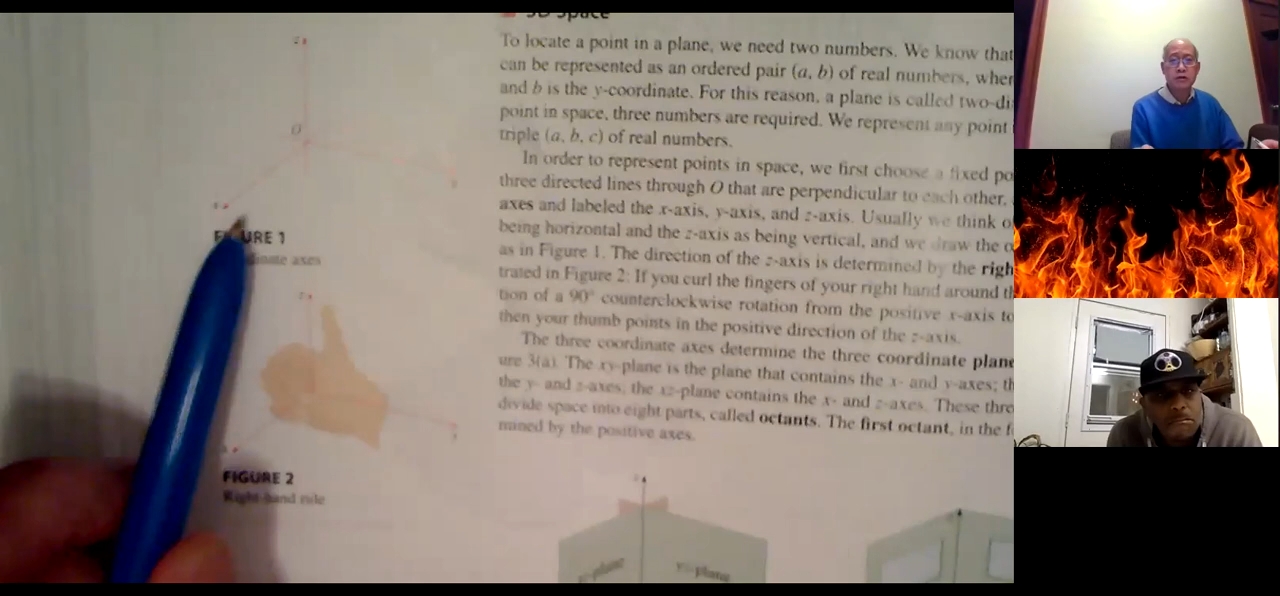 3D Space
To locate a point in a plane, we need two numbers. We know that
can be represented as an ordered pair (a, b) of real numbers, wher
and b is the y-coordinate. For this reason, a plane is called two-di
point in space, three numbers are required. We represent any point
triple (a, b, c) of real numbers.
In order to represent points in space, we first choose a fixed po
three directed lines through O that are perpendicular to each other,
axes and labeled the x-axis, y-axis, and z-axis. Usually we think o
being horizontal and the z-axis as being vertical, and we draw the o
as in Figure 1. The direction of the z-axis is determined by the righ
trated in Figure 2: If you curl the fingers of your right hand around th
tion of a 90° counterclockwise rotation from the positive x-axis to
then your thumb points in the positive direction of the z-axis.
The three coordinate axes determine the three coordinate plane
ure 3(a). The xy-plane is the plane that contains the x- and y-axes; th
the y- and z-axes; the xz-plane contains the x- and z-axes. These thre
divide space into eight parts, called octants. The first octant, in the f
mined by the positive axes.
z
O
URE 1
dinate axes
z
FIGURE 2
Right-hand rule
z
-plane
-plane